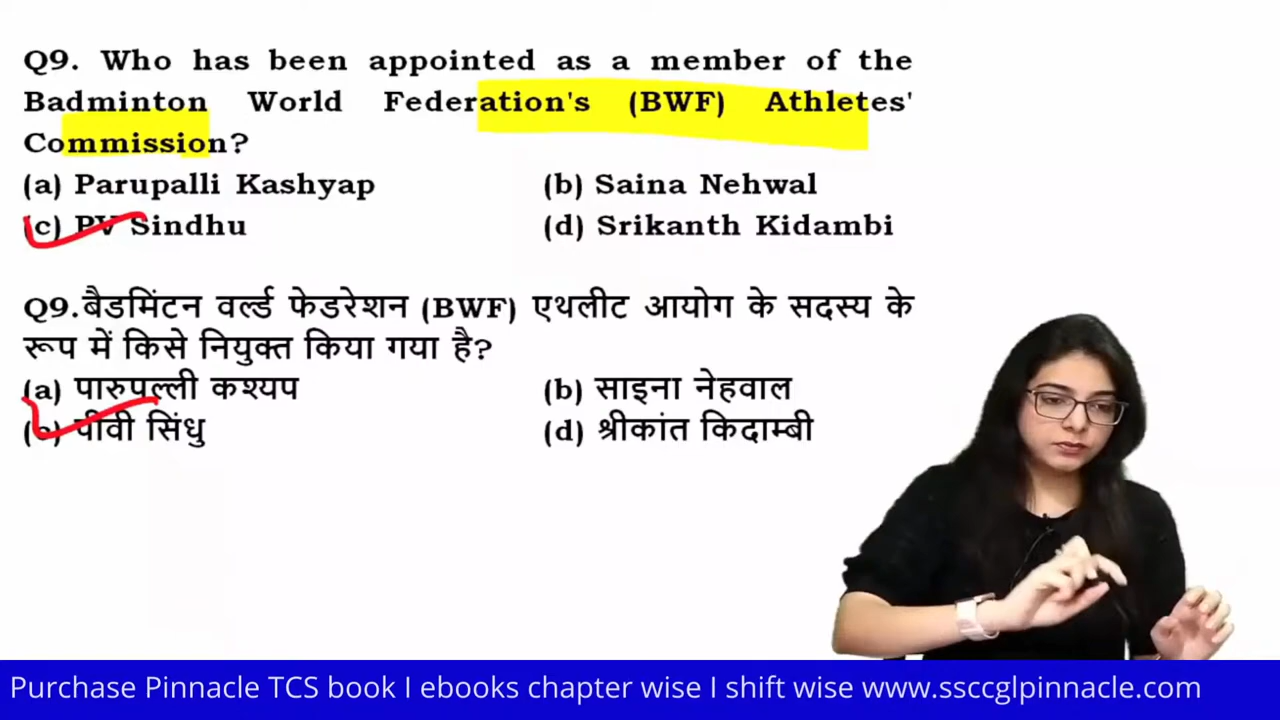 Q9. Who has been appointed as a member of the
Badminton World Federation's (BWF) Athletes'
Commission?
(a) Parupalli Kashyap (b) Saina Nehwal
(c) PV Sindhu (d) Srikanth Kidambi
Q9.बैडमिंटन वर्ल्ड फेडरेशन (BWF) एथलीट आयोग के सदस्य के
रूप में किसे नियुक्त किया गया है?
(a) पारुपल्ली कश्यप (b) साइना नेहवाल
(c) पीवी सिंधु (d) श्रीकांत किदाम्बी
Purchase Pinnacle TCS book I ebooks chapter wise I shift wise www.ssccglpinnacle.com